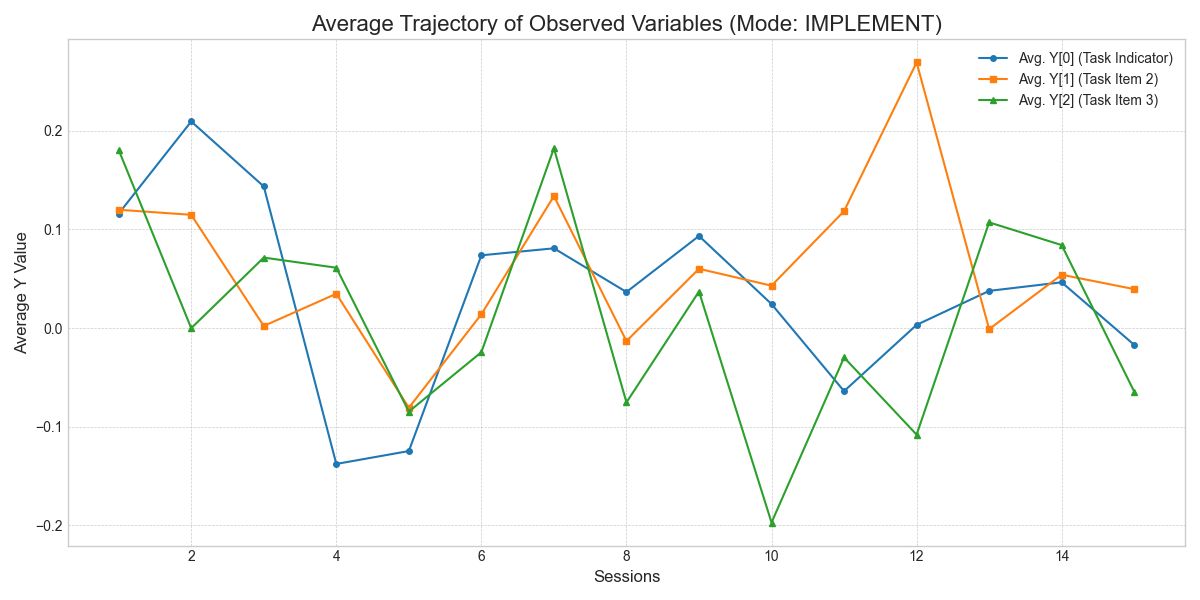 Average Trajectory of Observed Variables (Mode: IMPLEMENT)
Avg. Y[0] (Task Indicator)
Avg. Y[1] (Task Item 2)
Avg. Y[2] (Task Item 3)
Average Y Value
0.2
0.1
0.0
−0.1
−0.2
2 4 6 8 10 12 14
Sessions